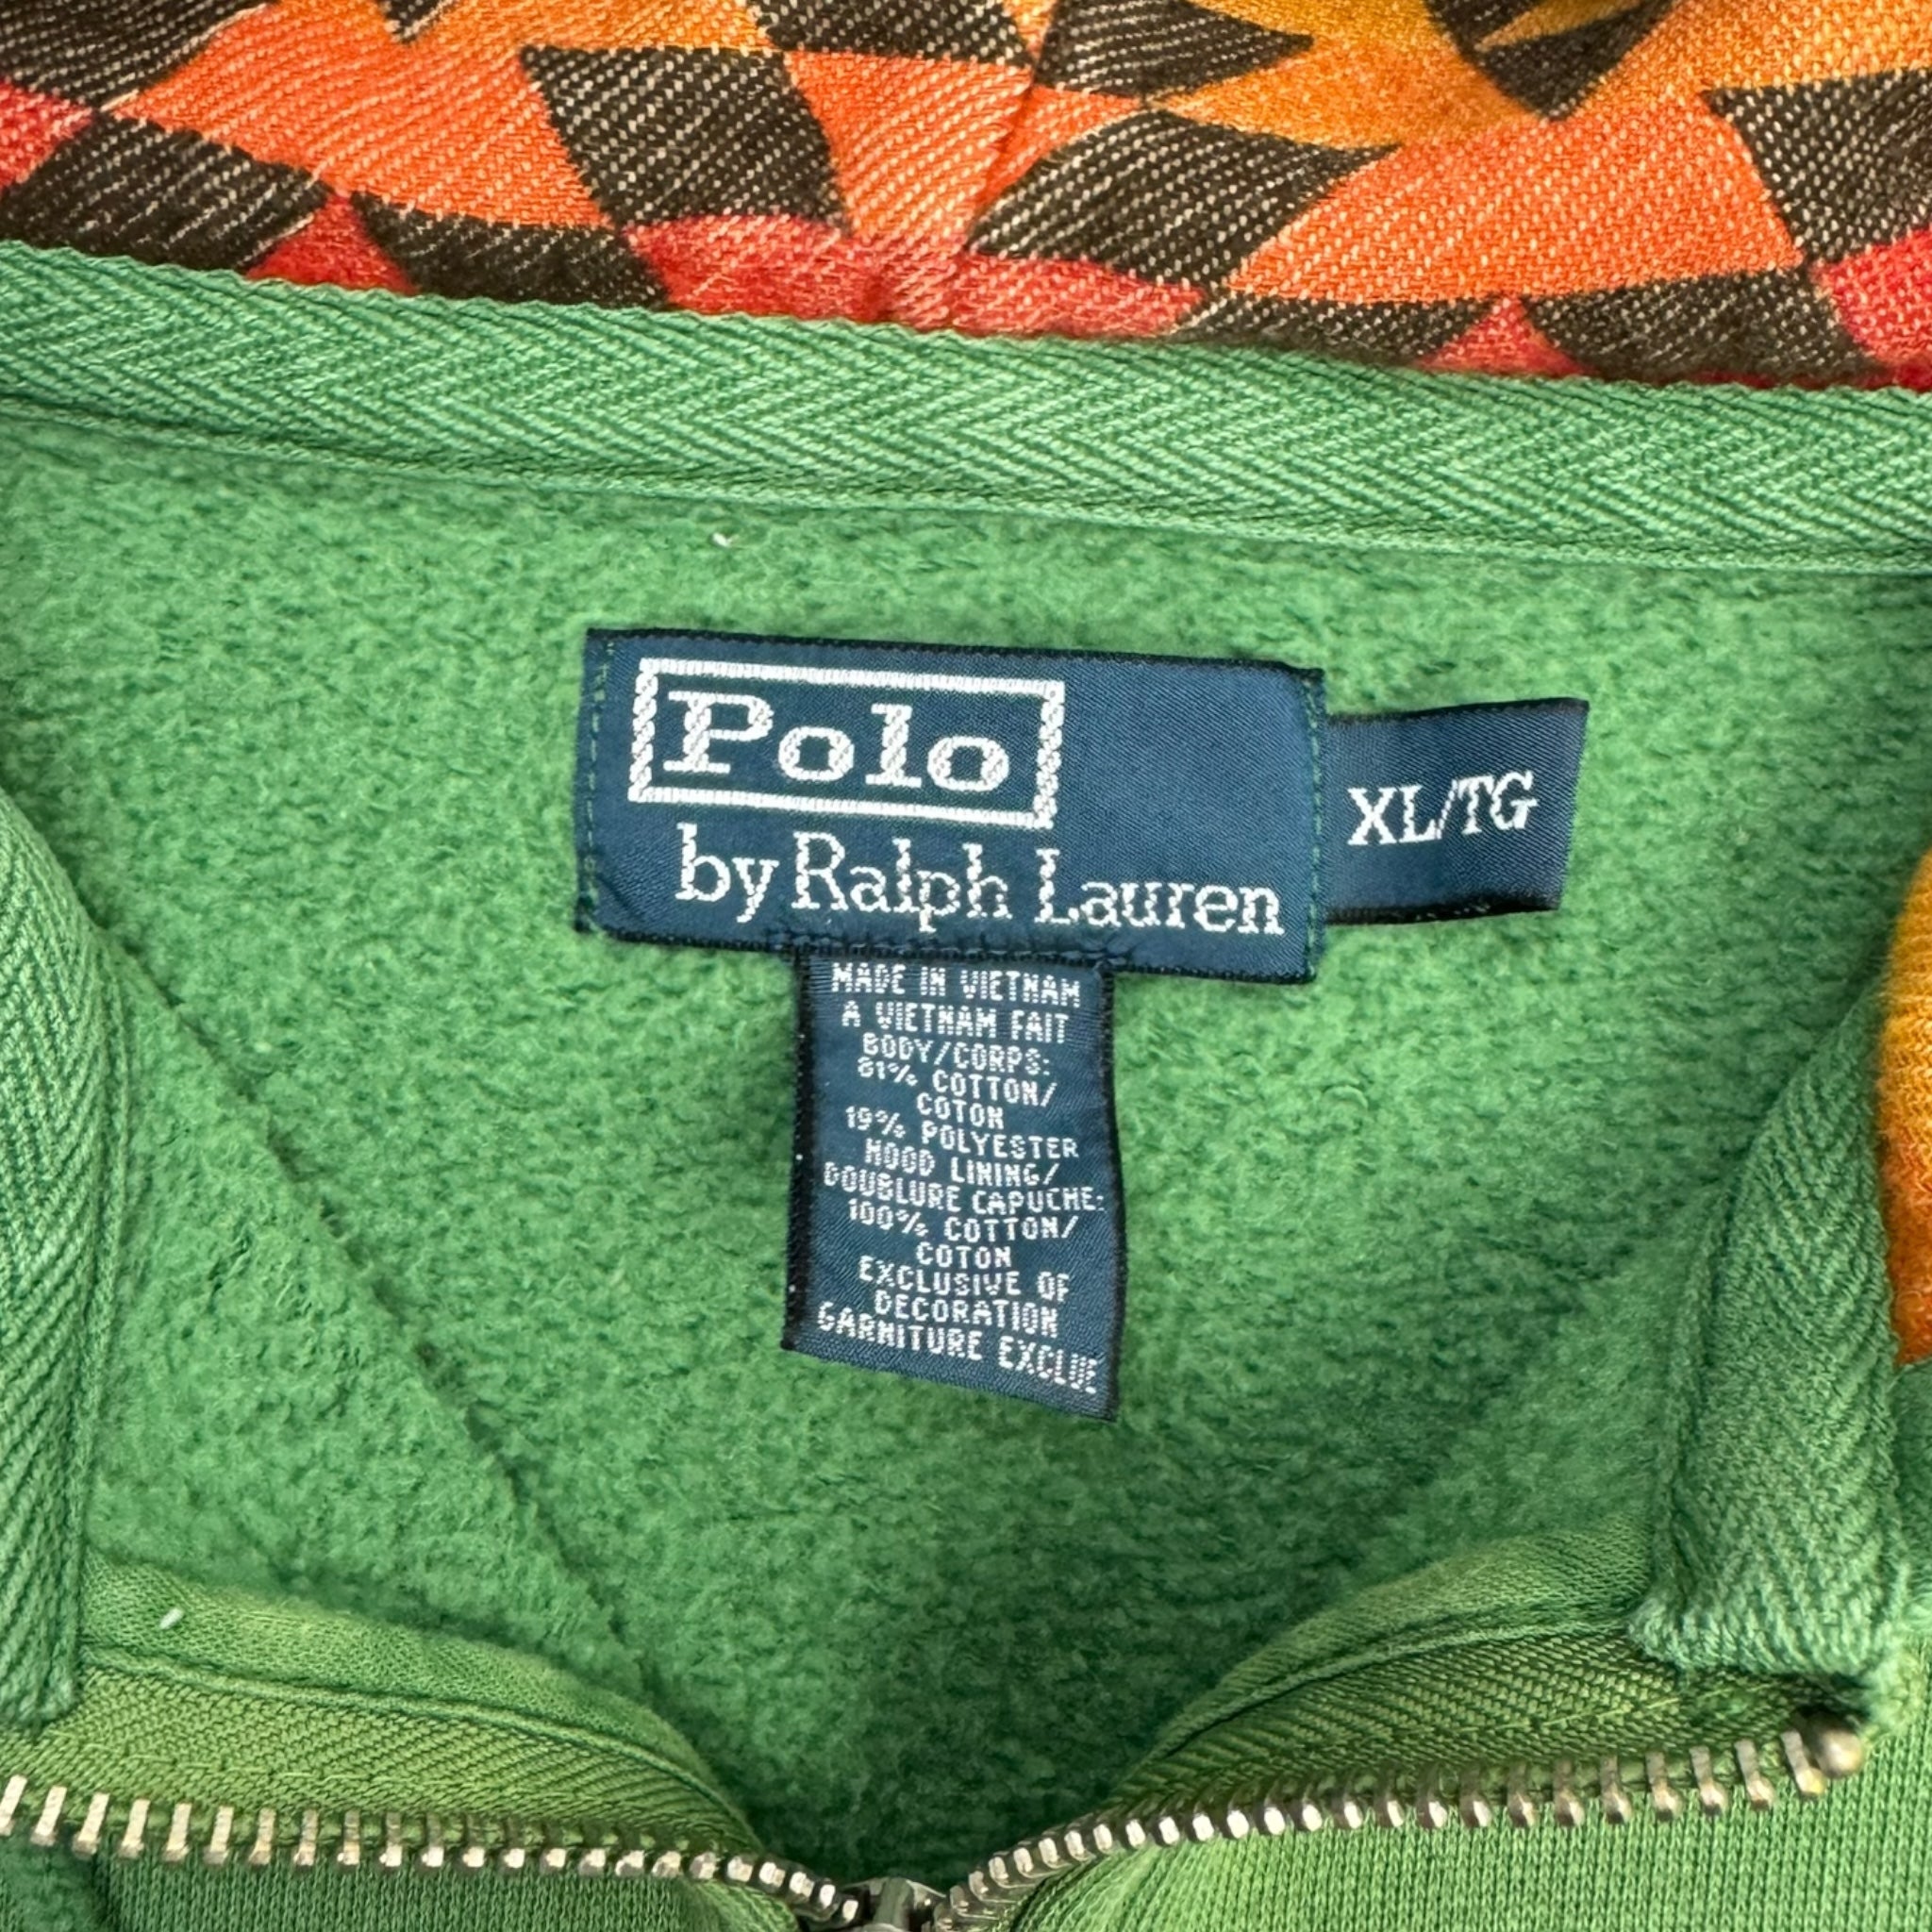 Polo
by Ralph Lauren
XL/TG
MADE IN VIETNAM
A VIETNAM FAIT
BODY/CORPS:
81% COTTON/
COTON
19% POLYESTER
HOOD LINING/
DOUBLURE CAPUCHE:
100% COTTON/
COTON
EXCLUSIVE OF
DECORATION
GARNITURE EXCLUE